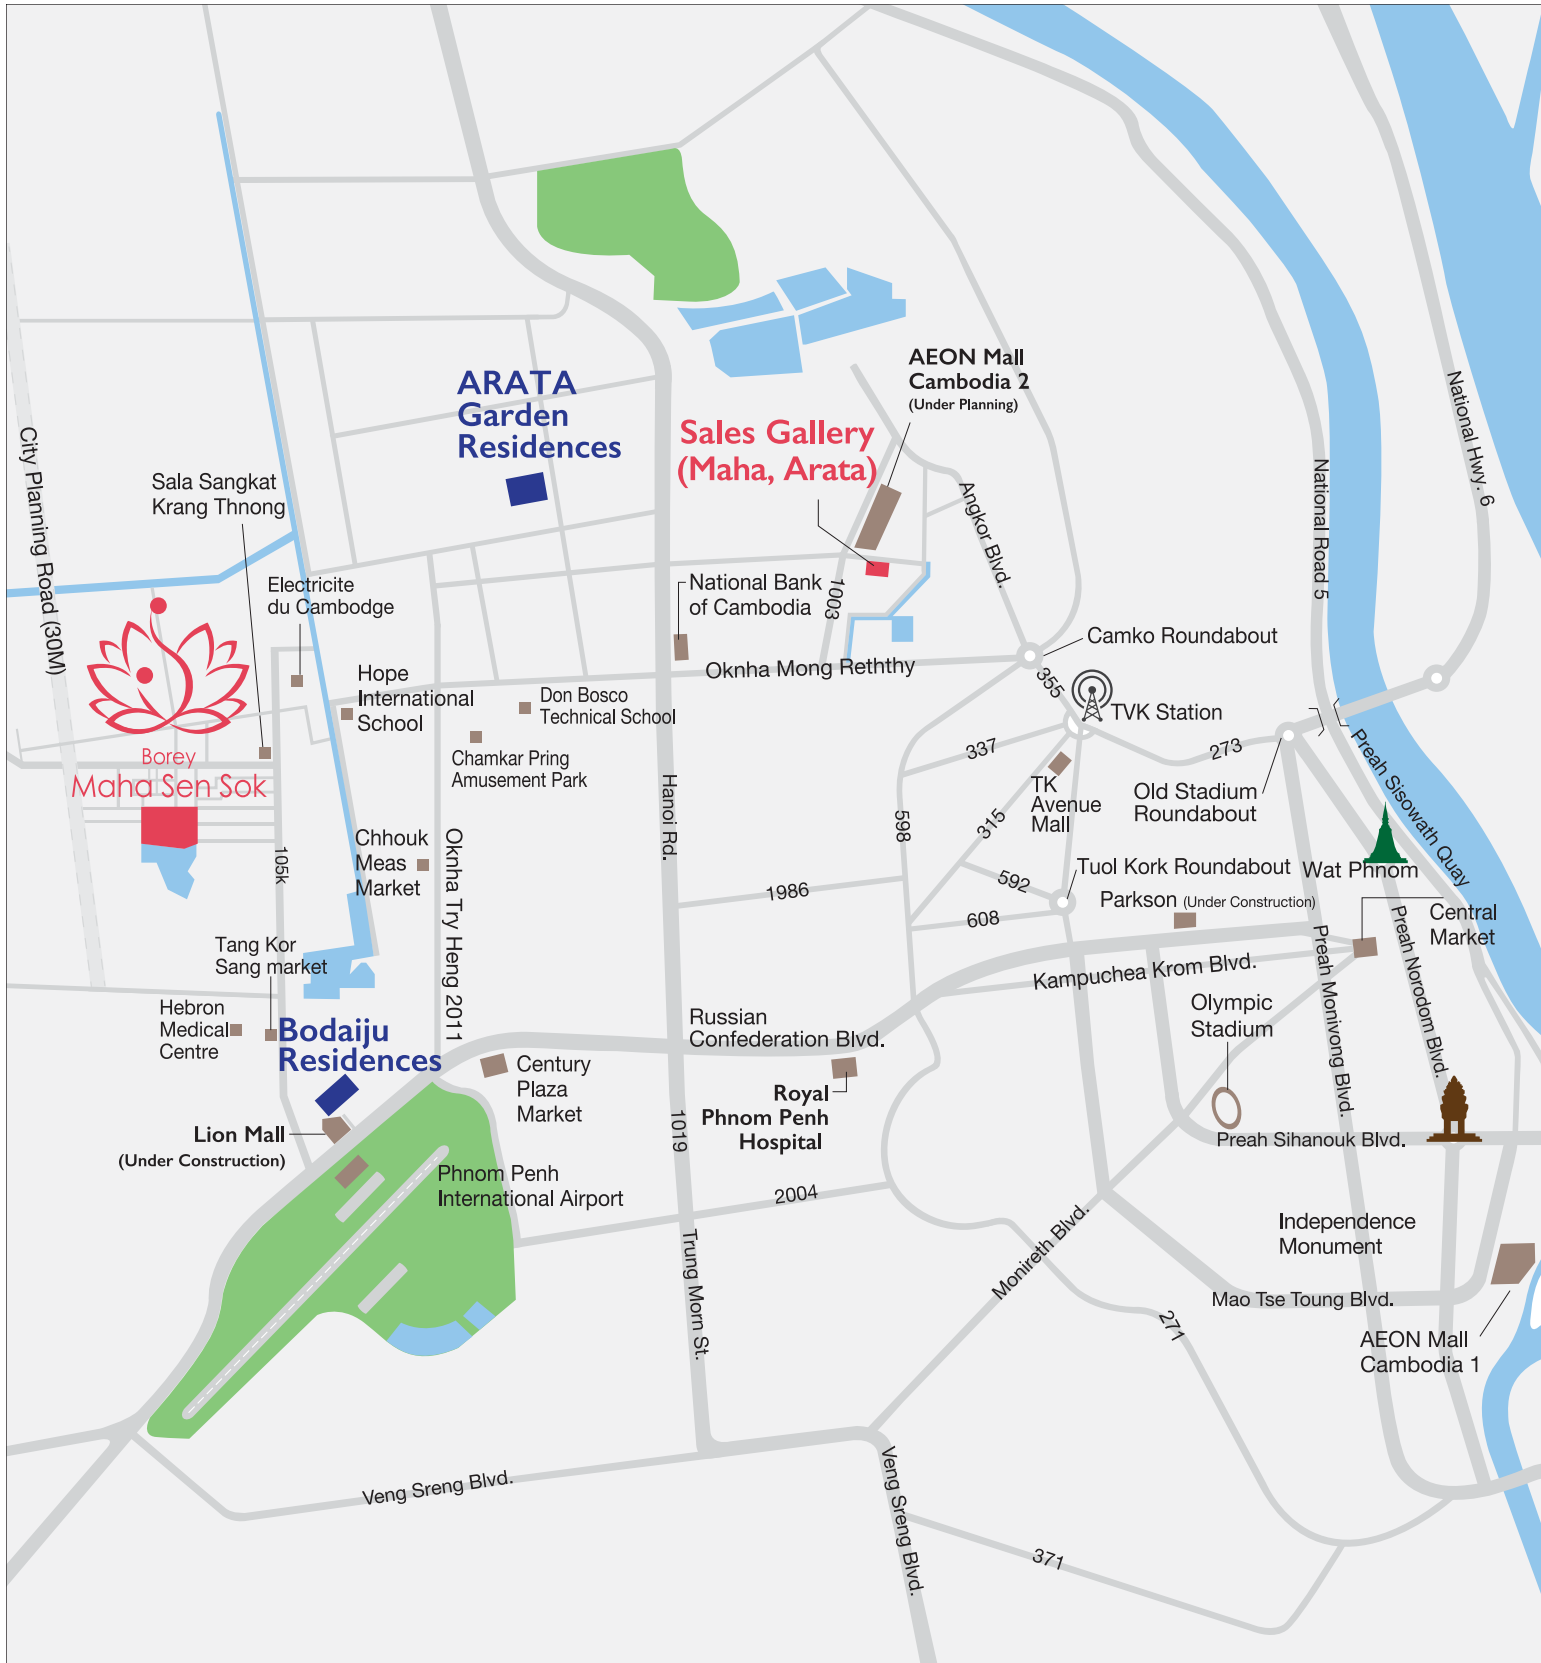 AEON Mall
Cambodia 2
(Under Planning)
ARATA
Garden
Residences
Sales Gallery
(Maha, Arata)
National Hwy. 6
City Planning Road (30M)
Sala Sangkat
Krang Thnong
National Road 5
Angkor Blvd.
Electricite
du Cambodge
National Bank
of Cambodia
1003
Camko Roundabout
Oknha Mong Reththy
355
Hope
International
School
Don Bosco
Technical School
TVK Station
Borey
Maha Sen Sok
Chamkar Pring
Amusement Park
337
273
Preah Sisowath Quay
TK
Avenue
Mall
Old Stadium
Roundabout
Hanoi Rd.
598
315
Chhouk
Meas
Market
105k
Oknha Try Heng 2011
1986
592
Tuol Kork Roundabout
Wat Phnom
Parkson (Under Construction)
608
Central
Market
Preah Norodom Blvd.
Preah Monivong Blvd.
Tang Kor
Sang market
Kampuchea Krom Blvd.
Hebron
Medical
Centre
Bodaiju
Residences
Russian
Confederation Blvd.
Olympic
Stadium
Century
Plaza
Market
Royal
Phnom Penh
Hospital
Lion Mall
(Under Construction)
1019
Preah Sihanouk Blvd.
Phnom Penh
International Airport
2004
Independence
Monument
Trung Morn St.
Monireth Blvd.
Mao Tse Toung Blvd.
271
AEON Mall
Cambodia 1
Veng Sreng Blvd.
Veng Sreng Blvd.
371